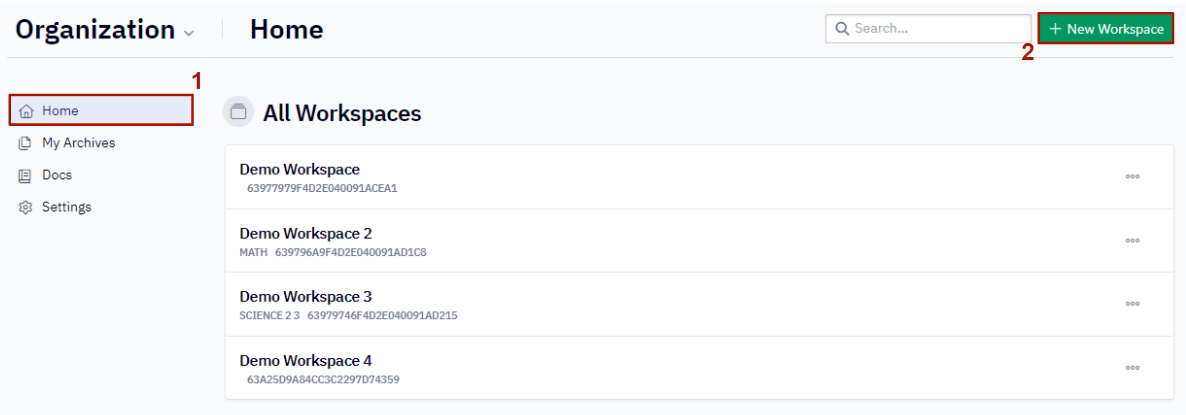 Organization Home Search... + New Workspace
2
1
Home
My Archives
Docs
Settings
All Workspaces
Demo Workspace
63977979F4D2E040091ACEA1
Demo Workspace 2
MATH 639796A9F4D2E040091AD1C8
Demo Workspace 3
SCIENCE 2 3 63979746F4D2E040091AD215
Demo Workspace 4
63A25D9A84CC3C2297D74359